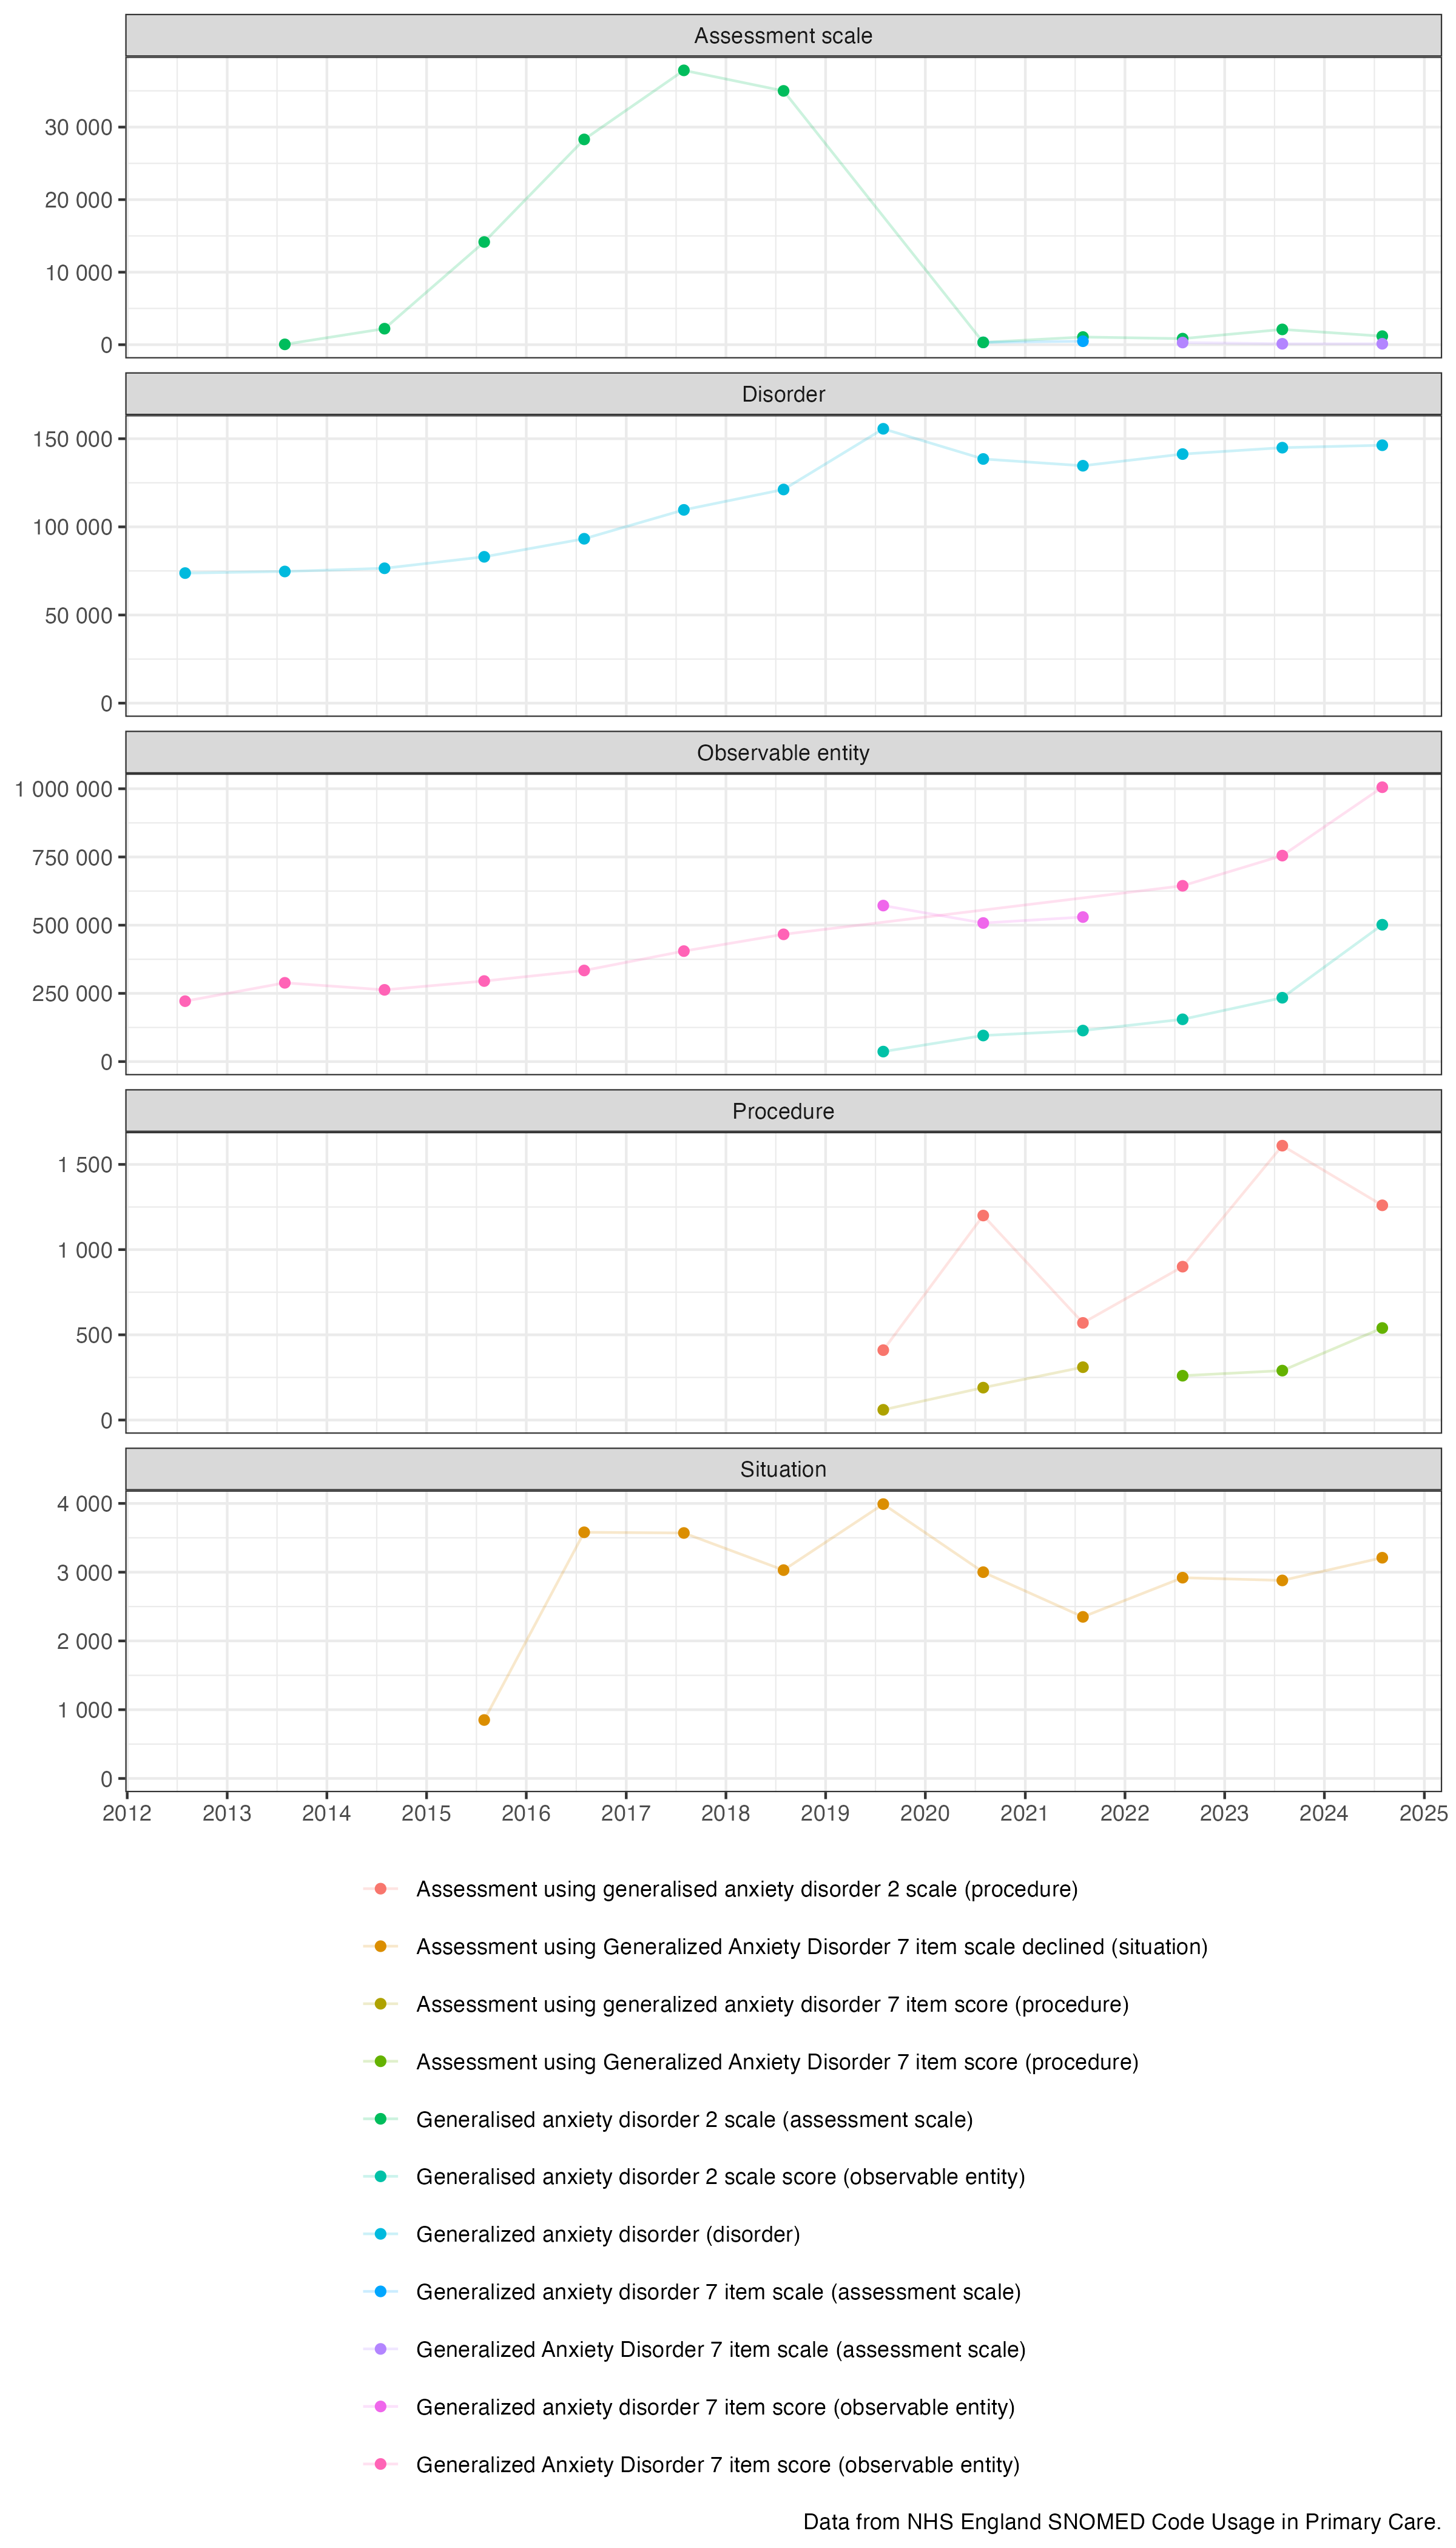 Assessment scale
30 000
20 000
10 000
0
Disorder
150 000
100 000
50 000
0
Observable entity
1 000 000
750 000
500 000
250 000
0
Procedure
1 500
1 000
500
0
Situation
4 000
3 000
2 000
1 000
0
2012 2013 2014 2015 2016 2017 2018 2019 2020 2021 2022 2023 2024 2025
Assessment using generalised anxiety disorder 2 scale (procedure)
Assessment using Generalized Anxiety Disorder 7 item scale declined (situation)
Assessment using generalized anxiety disorder 7 item score (procedure)
Assessment using Generalized Anxiety Disorder 7 item score (procedure)
Generalised anxiety disorder 2 scale (assessment scale)
Generalised anxiety disorder 2 scale score (observable entity)
Generalized anxiety disorder (disorder)
Generalized anxiety disorder 7 item scale (assessment scale)
Generalized Anxiety Disorder 7 item scale (assessment scale)
Generalized anxiety disorder 7 item score (observable entity)
Generalized Anxiety Disorder 7 item score (observable entity)
Data from NHS England SNOMED Code Usage in Primary Care.